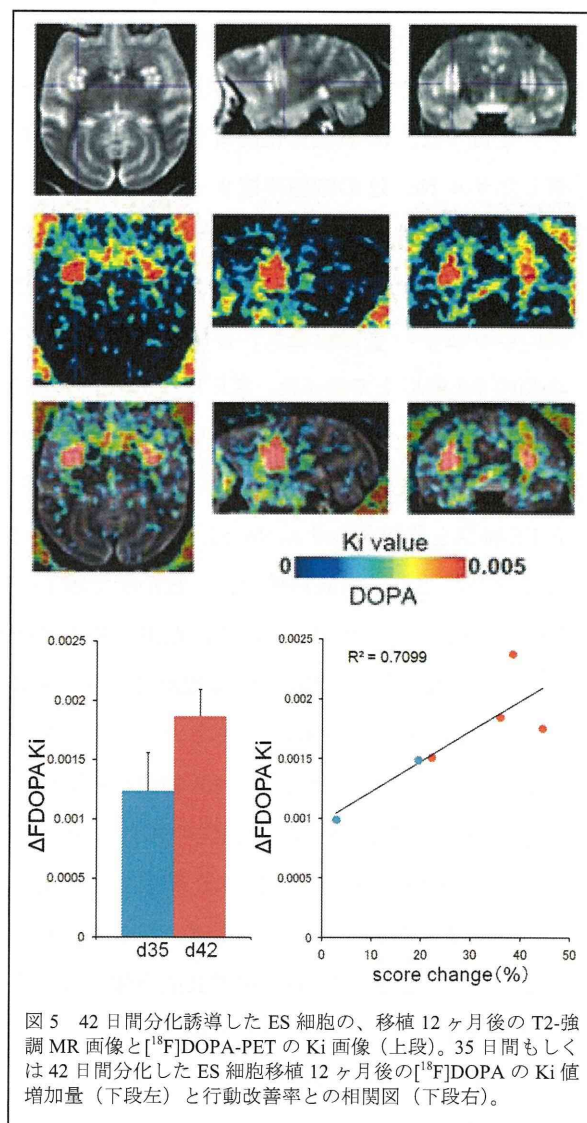 Ki value
0 0.005
DOPA
0.0025
0.002
0.0015
0.001
0.0005
0
ΔFDOPA Ki
d35 d42
0.0025
0.002
0.0015
0.001
0.0005
0
ΔFDOPA Ki
R² = 0.7099
0 10 20 30 40 50
score change(%)
図 5 42 日間分化誘導した ES 細胞の、移植 12 ヶ月後の T2-強
調 MR 画像と[¹⁸F]DOPA-PET の Ki 画像（上段）。35 日間もしく
は 42 日間分化した ES 細胞移植 12 ヶ月後の[¹⁸F]DOPA の Ki 値
増加量（下段左）と行動改善率との相関図（下段右）。